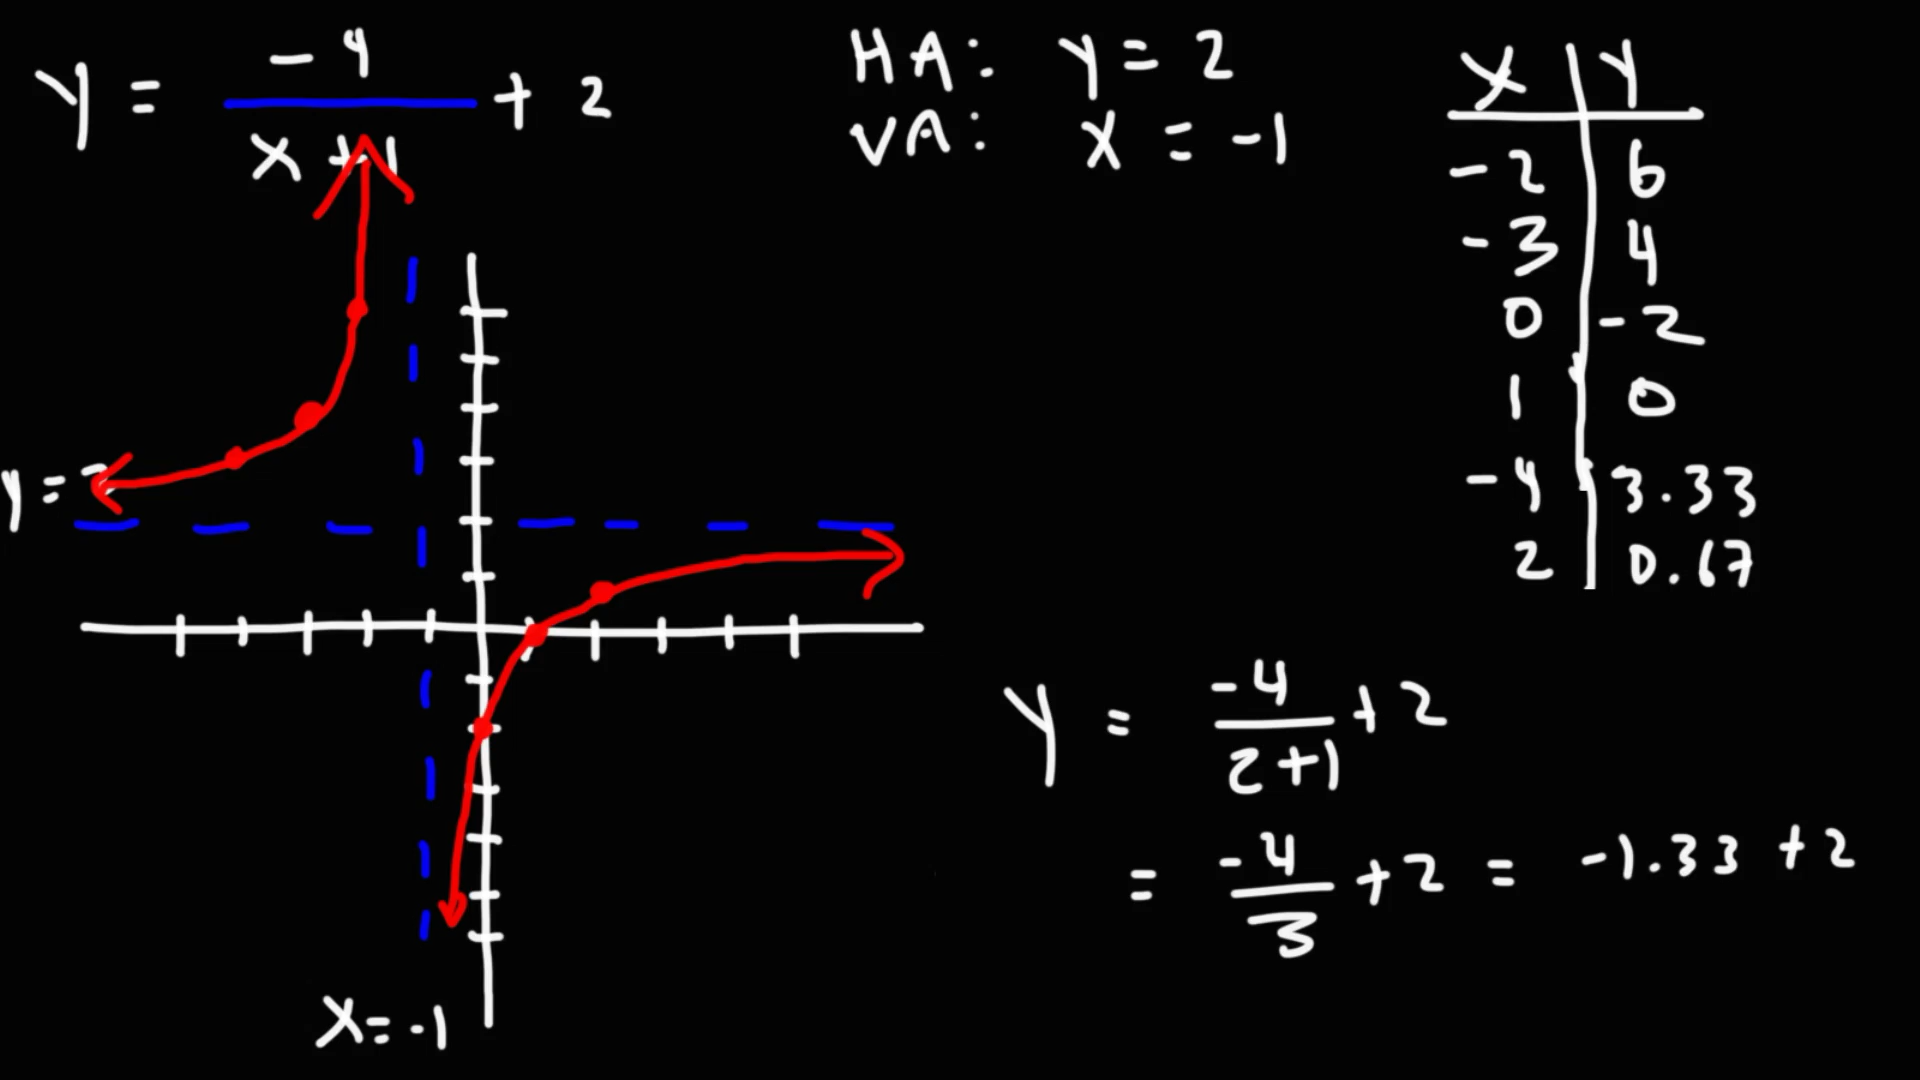 y = -4/(x + 1) + 2
HA: y = 2
VA: x = -1
x | y
-2 | 6
-3 | 4
0 | -2
1 | 0
-4 | 3.33
2 | 0.67
y =
x = -1
y = -4/(2+1) + 2
= -4/3 + 2 = -1.33 + 2